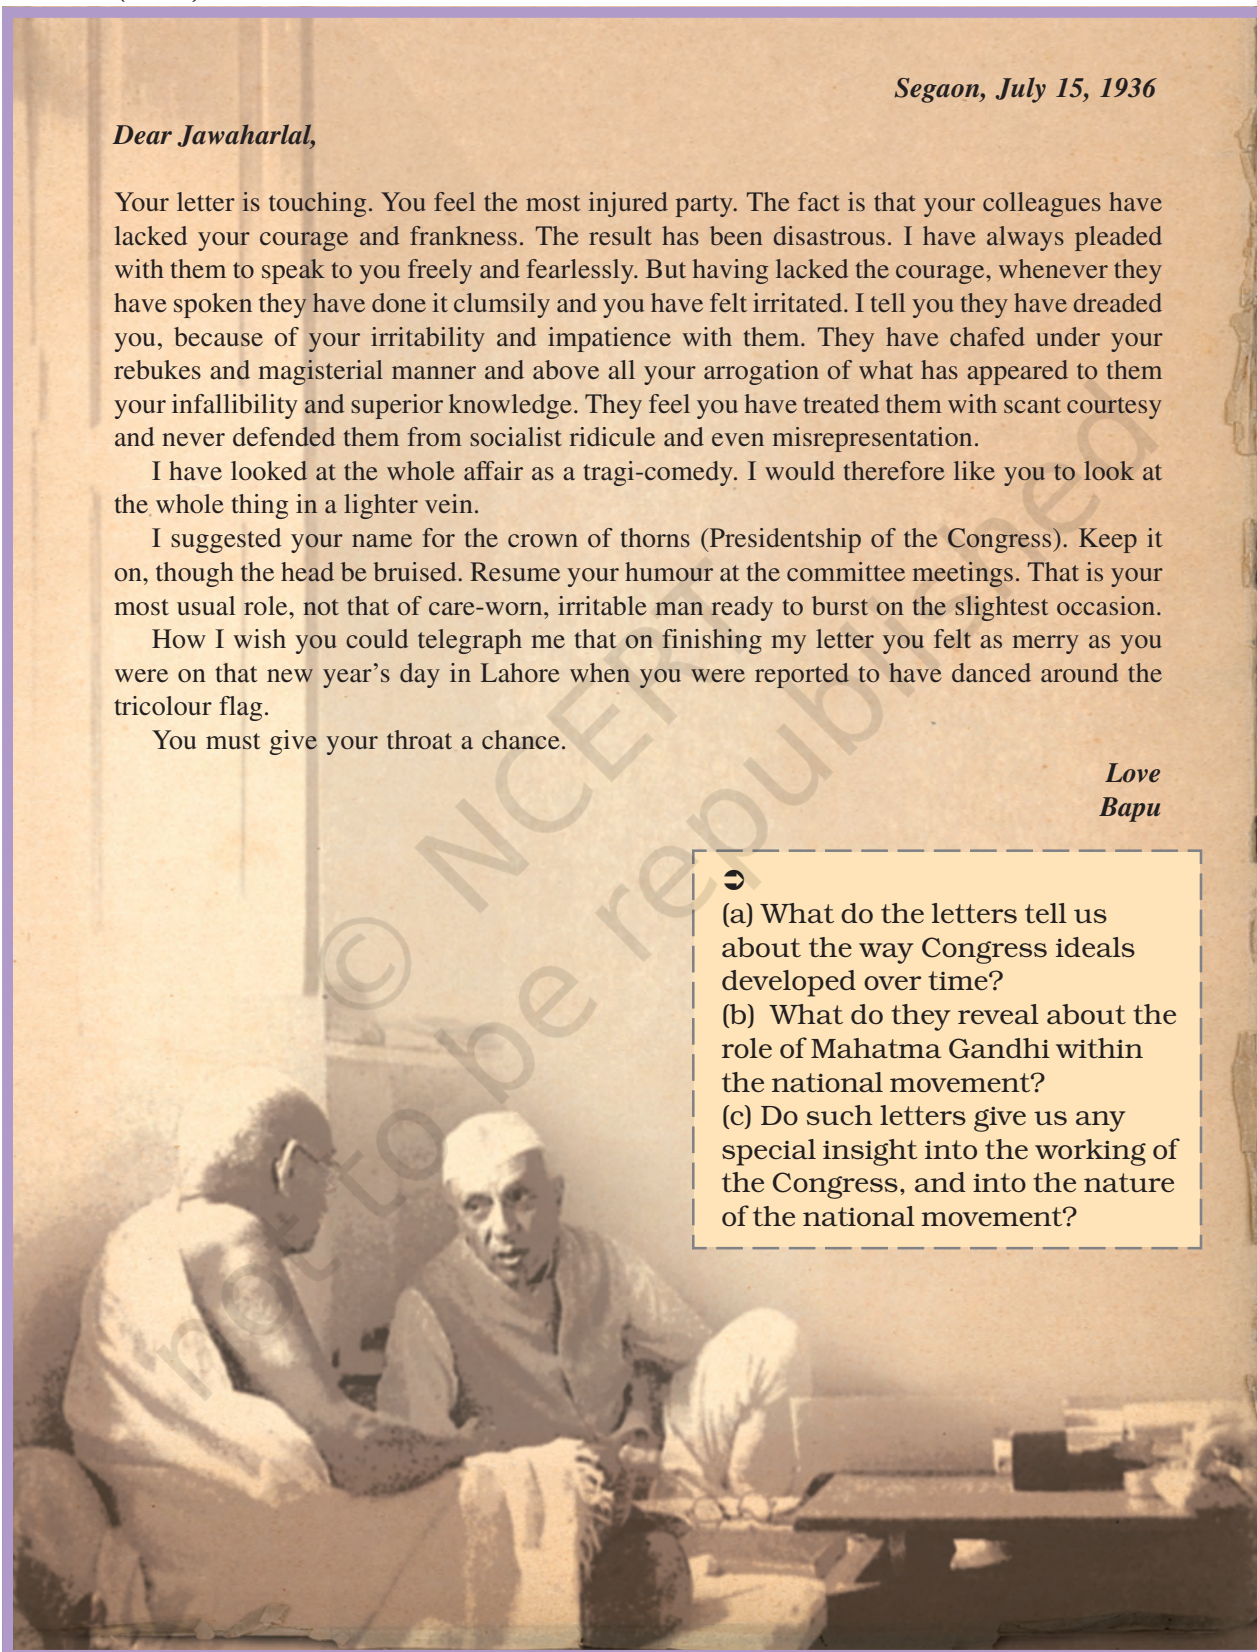 Segaon, July 15, 1936
Dear Jawaharlal,
Your letter is touching. You feel the most injured party. The fact is that your colleagues have
lacked your courage and frankness. The result has been disastrous. I have always pleaded
with them to speak to you freely and fearlessly. But having lacked the courage, whenever they
have spoken they have done it clumsily and you have felt irritated. I tell you they have dreaded
you, because of your irritability and impatience with them. They have chafed under your
rebukes and magisterial manner and above all your arrogation of what has appeared to them
your infallibility and superior knowledge. They feel you have treated them with scant courtesy
and never defended them from socialist ridicule and even misrepresentation.
I have looked at the whole affair as a tragi-comedy. I would therefore like you to look at
the whole thing in a lighter vein.
I suggested your name for the crown of thorns (Presidentship of the Congress). Keep it
on, though the head be bruised. Resume your humour at the committee meetings. That is your
most usual role, not that of care-worn, irritable man ready to burst on the slightest occasion.
How I wish you could telegraph me that on finishing my letter you felt as merry as you
were on that new year's day in Lahore when you were reported to have danced around the
tricolour flag.
You must give your throat a chance.
Love
Bapu
➲
(a) What do the letters tell us
about the way Congress ideals
developed over time?
(b) What do they reveal about the
role of Mahatma Gandhi within
the national movement?
(c) Do such letters give us any
special insight into the working of
the Congress, and into the nature
of the national movement?
© NCERT
not to be republished